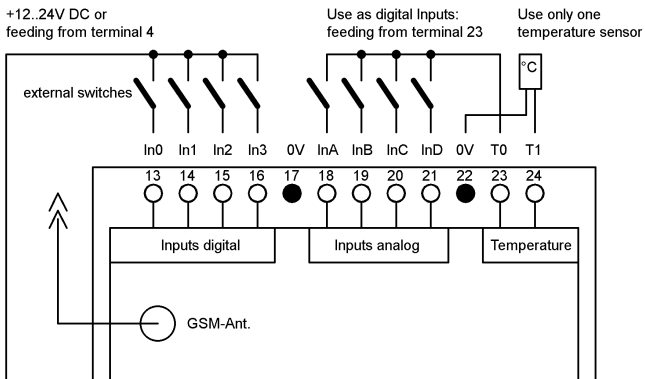 +12..24V DC or
feeding from terminal 4
Use as digital Inputs:
feeding from terminal 23
Use only one
temperature sensor
°C
external switches
In0 In1 In2 In3 0V InA InB InC InD 0V T0 T1
13 14 15 16 17 18 19 20 21 22 23 24
Inputs digital Inputs analog Temperature
GSM-Ant.